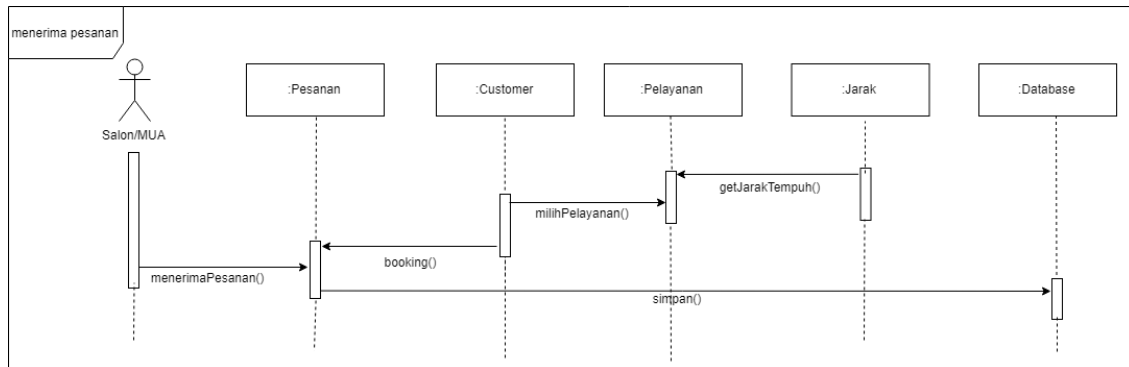 menerima pesanan
Salon/MUA
:Pesanan
:Customer
:Pelayanan
:Jarak
:Database
getJarakTempuh()
milihPelayanan()
booking()
menerimaPesanan()
simpan()